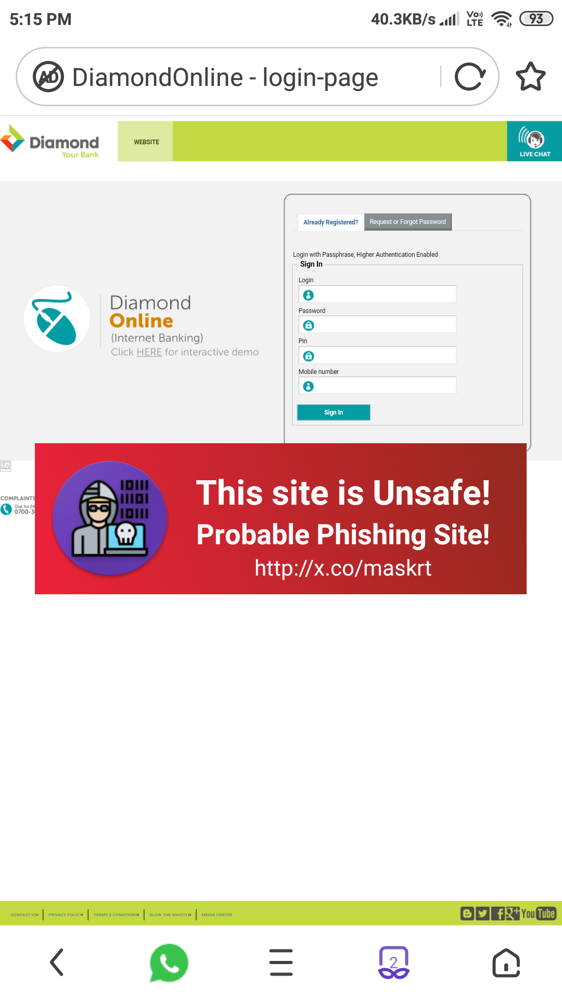 5:15 PM
40.3KB/s
Vo
LTE
93
AD
DiamondOnline - login-page
Diamond
Your Bank
WEBSITE
LIVE CHAT
Already Registered?
Request or Forgot Password
Login with Passphrase, Higher Authentication Enabled
Sign In
Login
Password
Pin
Mobile number
Sign In
Diamond
Online
(Internet Banking)
Click HERE for interactive demo
COMPLAINTS
Dial for 24
0700-3
This site is Unsafe!
Probable Phishing Site!
http://x.co/maskrt
CONTACT US
PRIVACY POLICY
TERMS $ CONDITIONS
BLOW THE WHISTLE
MEDIA CENTRE
g+
YouTube
2